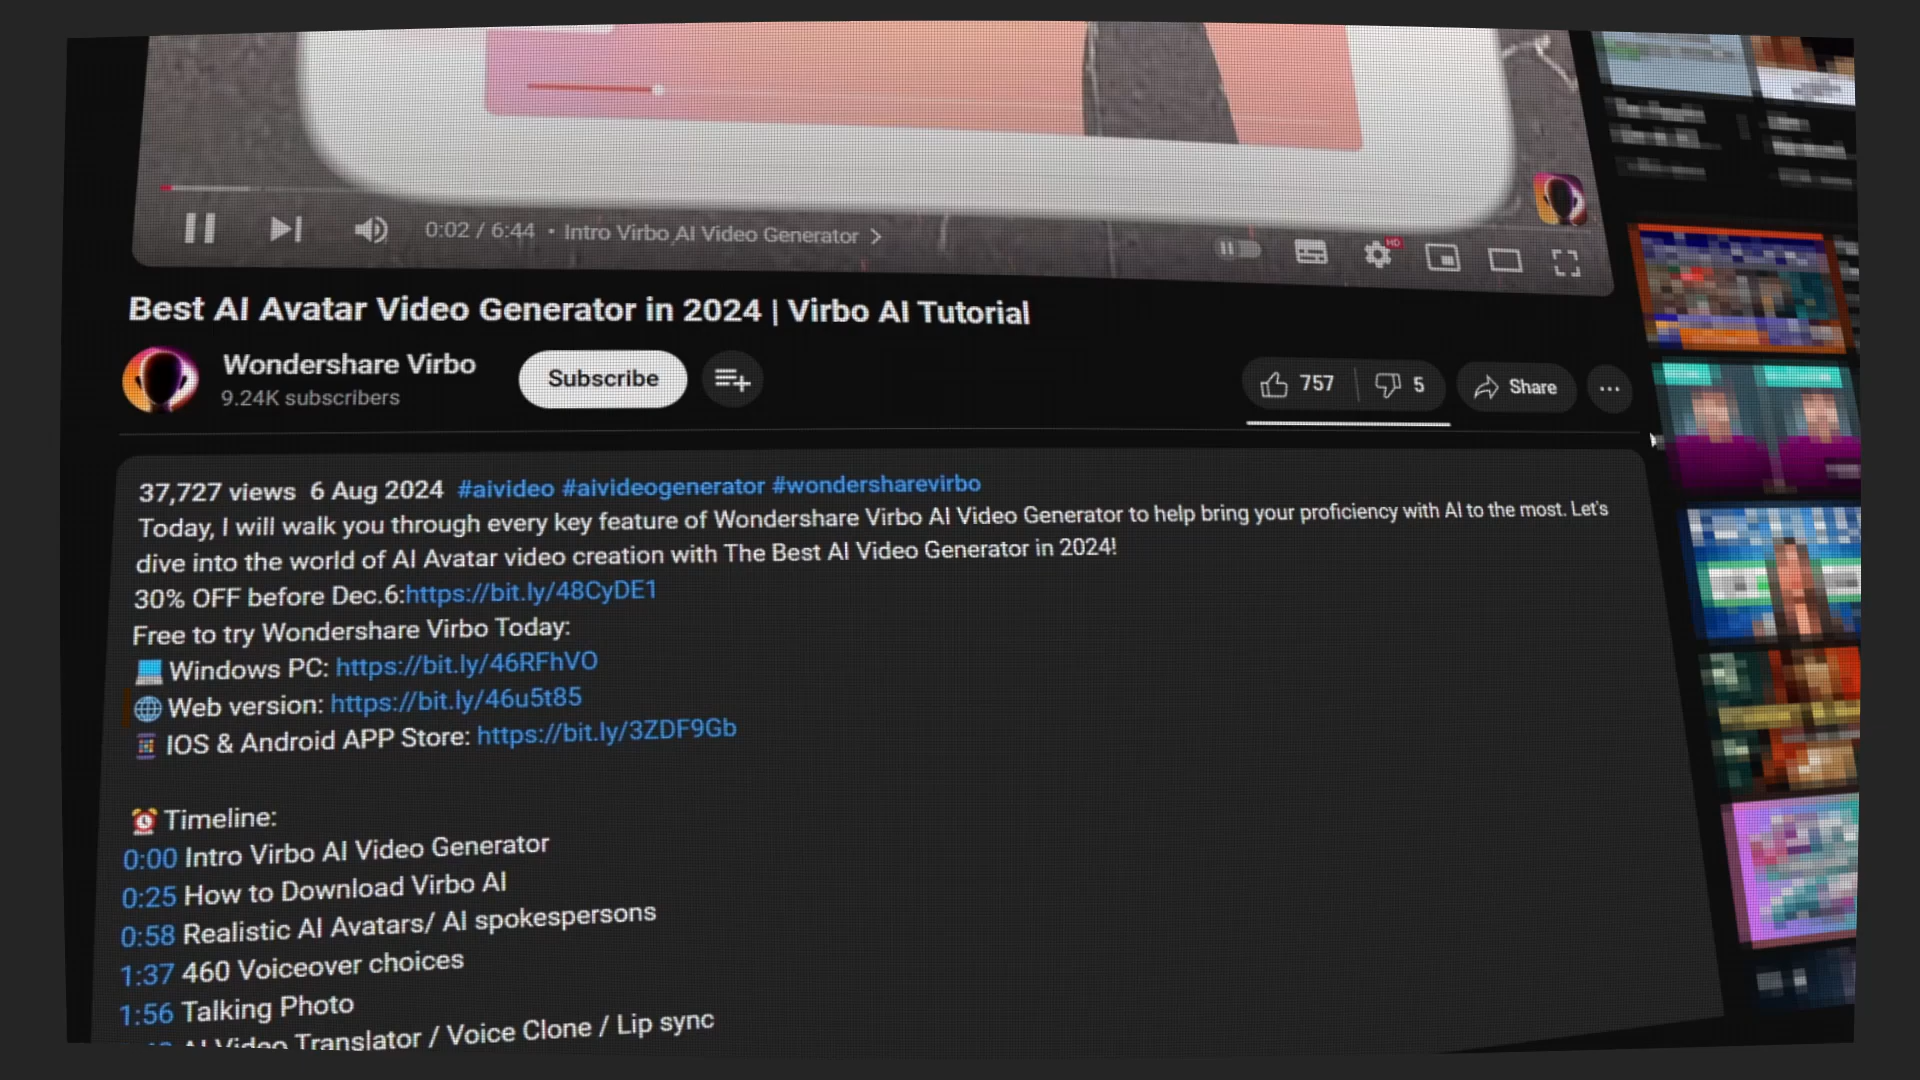 0:02 / 6:44 • Intro Virbo AI Video Generator >
HD
Best AI Avatar Video Generator in 2024 | Virbo AI Tutorial
Wondershare Virbo
9.24K subscribers
Subscribe
757
5
Share
37,727 views 6 Aug 2024 #aivideo #aivideogenerator #wondersharevirbo
Today, I will walk you through every key feature of Wondershare Virbo AI Video Generator to help bring your proficiency with AI to the most. Let's
dive into the world of AI Avatar video creation with The Best AI Video Generator in 2024!
30% OFF before Dec.6:https://bit.ly/48CyDE1
Free to try Wondershare Virbo Today:
Windows PC: https://bit.ly/46RFhVO
Web version: https://bit.ly/46u5t85
IOS & Android APP Store: https://bit.ly/3ZDF9Gb
Timeline:
0:00 Intro Virbo AI Video Generator
0:25 How to Download Virbo AI
0:58 Realistic AI Avatars/ AI spokespersons
1:37 460 Voiceover choices
1:56 Talking Photo
AI Video Translator / Voice Clone / Lip sync